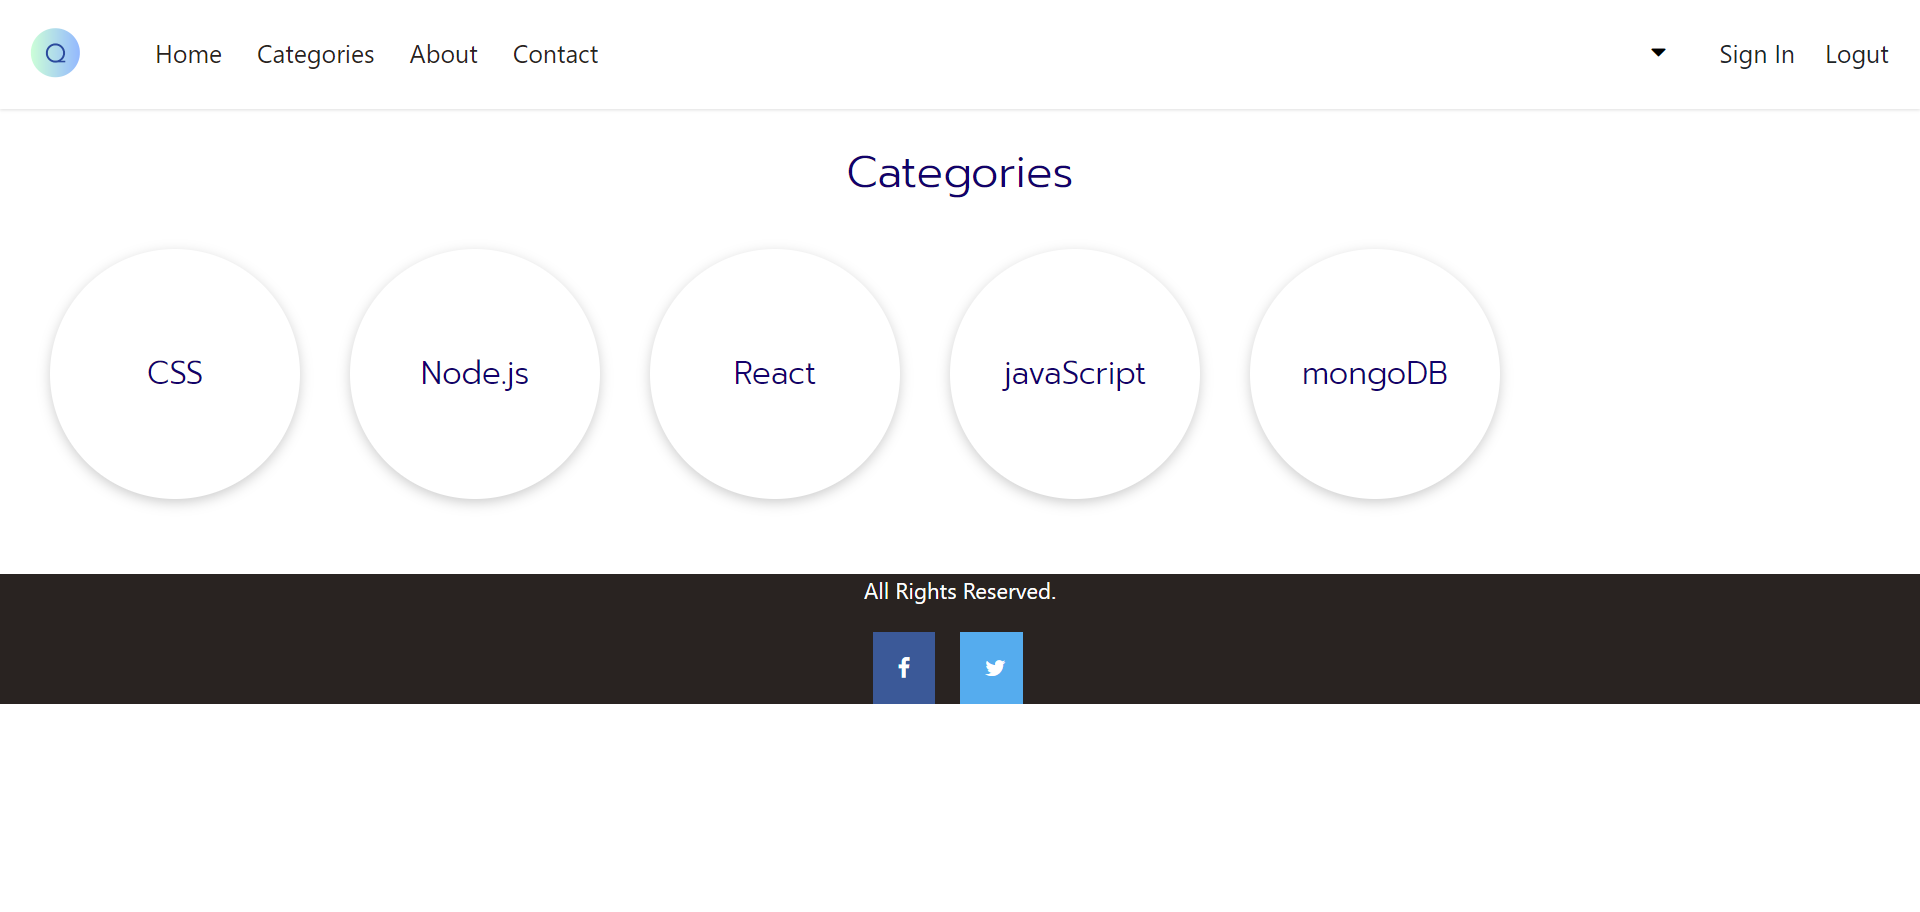 Q Home Categories About Contact Sign In Logut
Categories
CSS Node.js React javaScript mongoDB
All Rights Reserved.